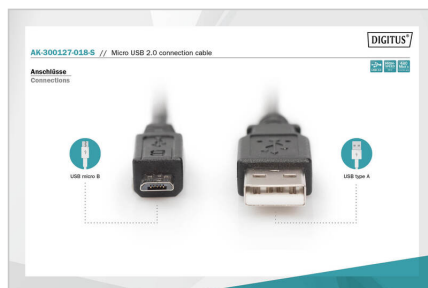 DIGITUS®
AK-300127-018-S // Micro USB 2.0 connection cable
Anschlüsse
Connections
USB micro B
USB type A